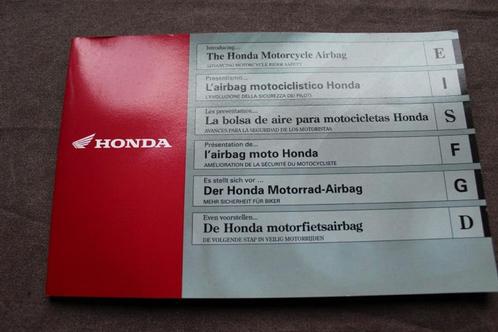 HONDA
Introducing....
The Honda Motorcycle Airbag
ADVANCING MOTORCYCLE RIDER SAFETY
E
Presentiamo....
L'airbag motociclistico Honda
L'EVOLUZIONE DELLA SICUREZZA DEI PILOTI
I
Les presentamos...
La bolsa de aire para motocicletas Honda
AVANCES PARA LA SEGURIDAD DE LOS MOTORISTAS
S
Présentation de...
l'airbag moto Honda
AMÉLIORATION DE LA SÉCURITÉ DU MOTOCYCLISTE
F
Es stellt sich vor ...
Der Honda Motorrad-Airbag
MEHR SICHERHEIT FÜR BIKER
G
Even voorstellen...
De Honda motorfietsairbag
DE VOLGENDE STAP IN VEILIG MOTORRIJDEN
D